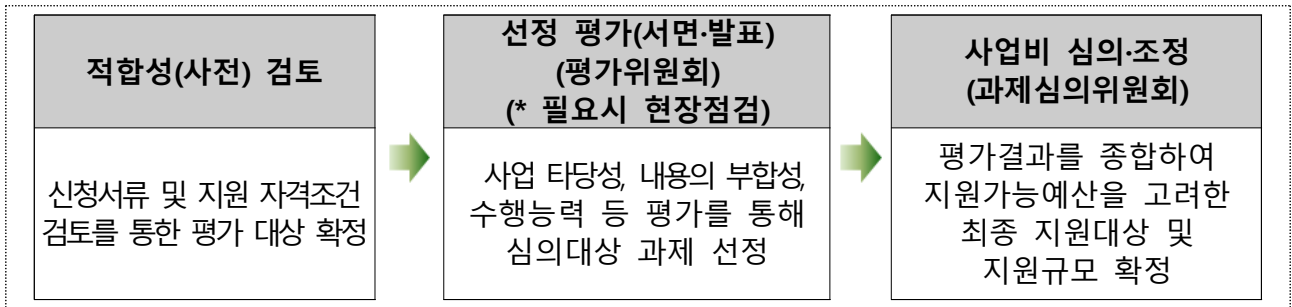 적합성(사전) 검토
신청서류 및 지원 자격조건
검토를 통한 평가 대상 확정
선정 평가(서면·발표)
(평가위원회)
(* 필요시 현장점검)
사업 타당성, 내용의 부합성,
수행능력 등 평가를 통해
심의대상 과제 선정
사업비 심의·조정
(과제심의위원회)
평가결과를 종합하여
지원가능예산을 고려한
최종 지원대상 및
지원규모 확정